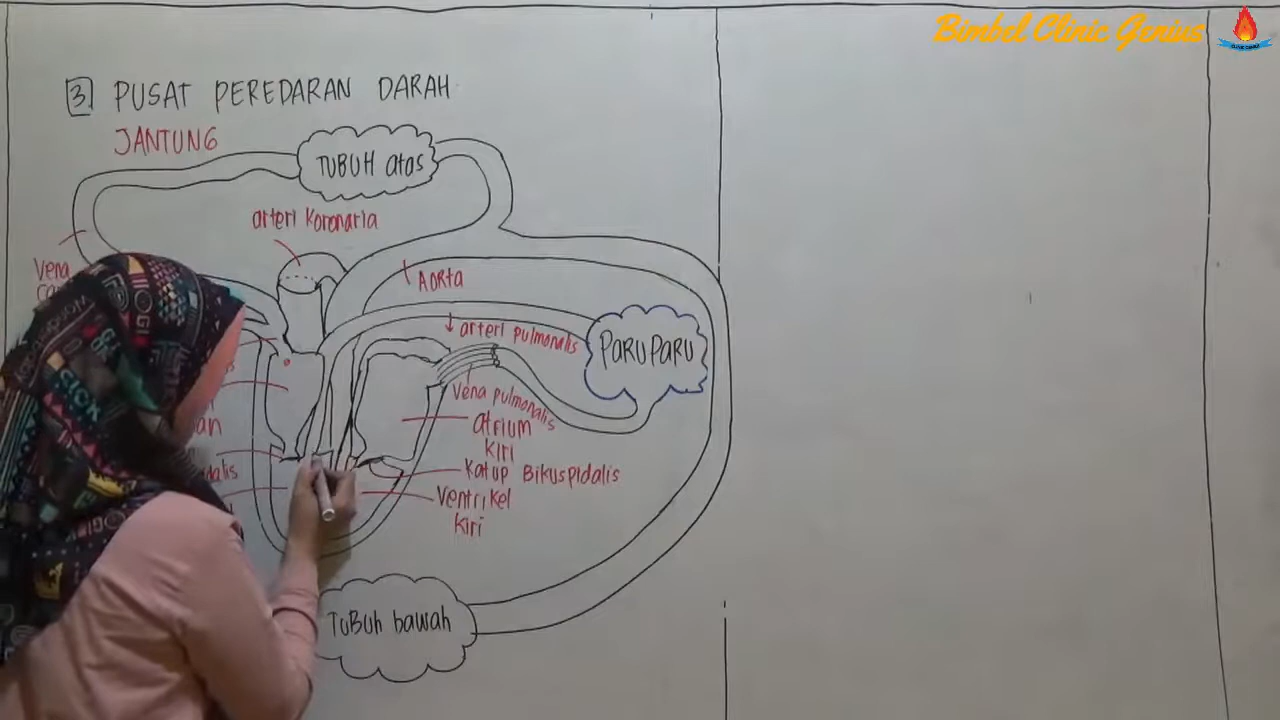 Bimbel Clinic Genius
3 PUSAT PEREDARAN DARAH
JANTUNG
TUBUH atas
arteri Koronaria
Vena
Aorta
arteri pulmonalis
PARU PARU
Vena pulmonalis
atrium
kiri
Katup Bikuspidalis
Ventrikel
kiri
TUBUH bawah